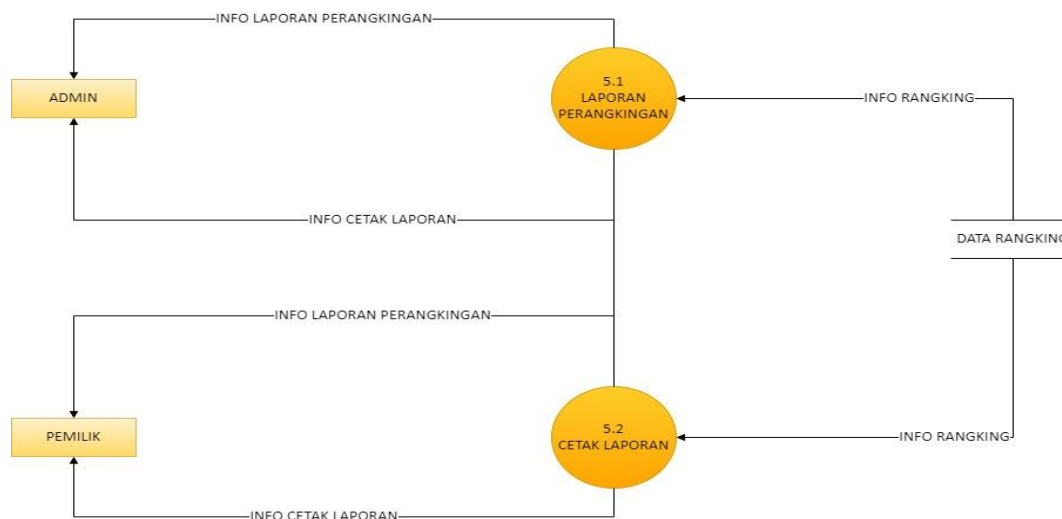 INFO LAPORAN PERANGKINGAN
ADMIN
5.1
LAPORAN
PERANGKINGAN
INFO RANGKING
INFO CETAK LAPORAN
DATA RANGKING
INFO LAPORAN PERANGKINGAN
PEMILIK
5.2
CETAK LAPORAN
INFO RANGKING
INFO CETAK LAPORAN